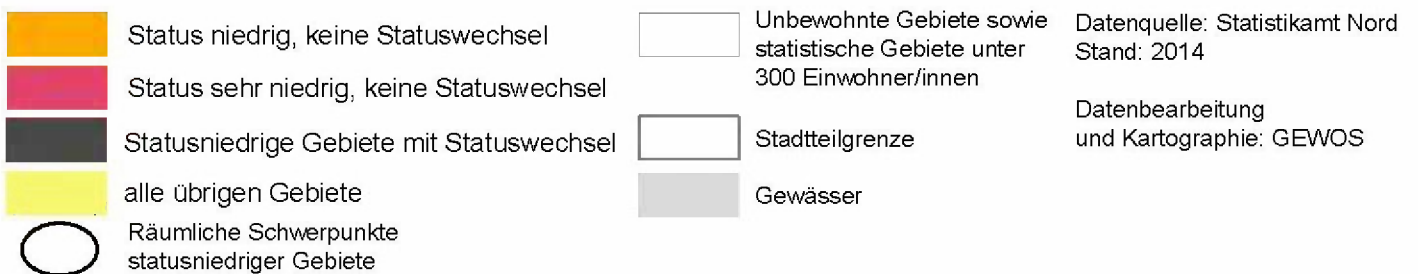 Status niedrig, keine Statuswechsel
Status sehr niedrig, keine Statuswechsel
Statusniedrige Gebiete mit Statuswechsel
alle übrigen Gebiete
Räumliche Schwerpunkte
statusniedriger Gebiete
Unbewohnte Gebiete sowie
statistische Gebiete unter
300 Einwohner/innen
Stadtteilgrenze
Gewässer
Datenquelle: Statistikamt Nord
Stand: 2014
Datenbearbeitung
und Kartographie: GEWOS